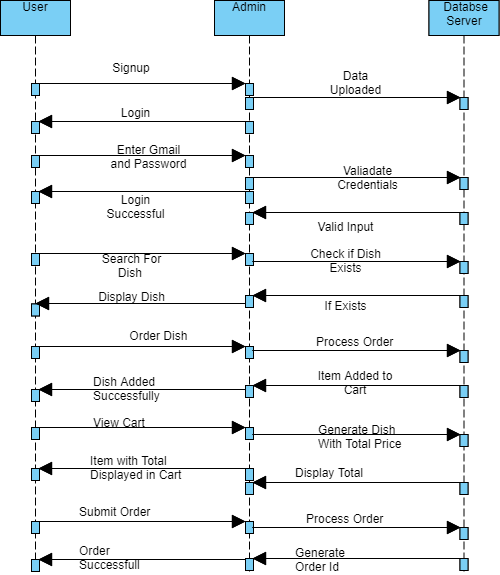 User
Admin
Databse
Server
Signup
Data
Uploaded
Login
Enter Gmail
and Password
Valiadate
Credentials
Login
Successful
Valid Input
Search For
Dish
Check if Dish
Exists
Display Dish
If Exists
Order Dish
Process Order
Dish Added
Successfully
Item Added to
Cart
View Cart
Generate Dish
With Total Price
Item with Total
Displayed in Cart
Display Total
Submit Order
Process Order
Order
Successfull
Generate
Order Id